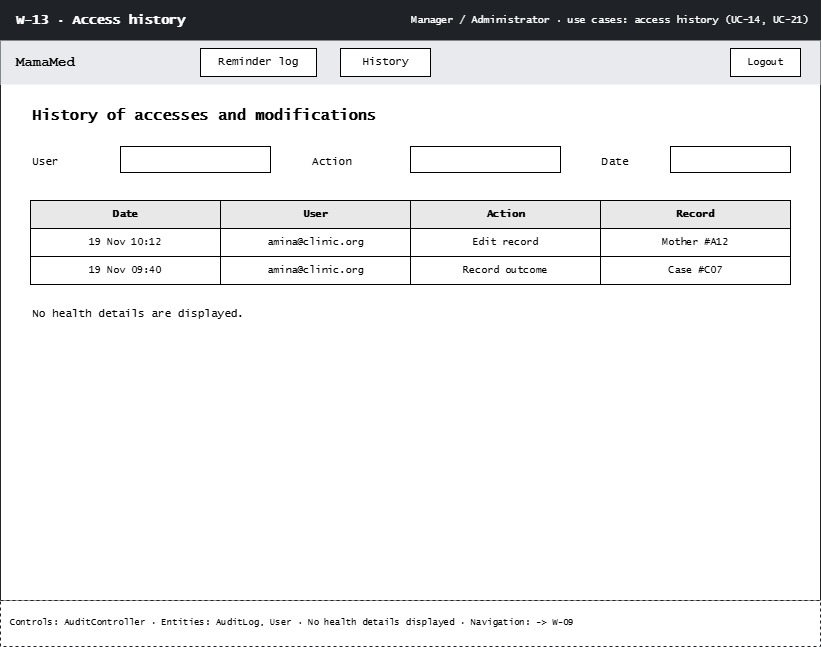 W-13 · Access history
Manager / Administrator · use cases: access history (UC-14, UC-21)
MamaMed
Reminder log
History
Logout
History of accesses and modifications
User
Action
Date
Date User Action Record
19 Nov 10:12 amina@clinic.org Edit record Mother #A12
19 Nov 09:40 amina@clinic.org Record outcome Case #C07
No health details are displayed.
Controls: AuditController · Entities: AuditLog, User · No health details displayed · Navigation: -> W-09